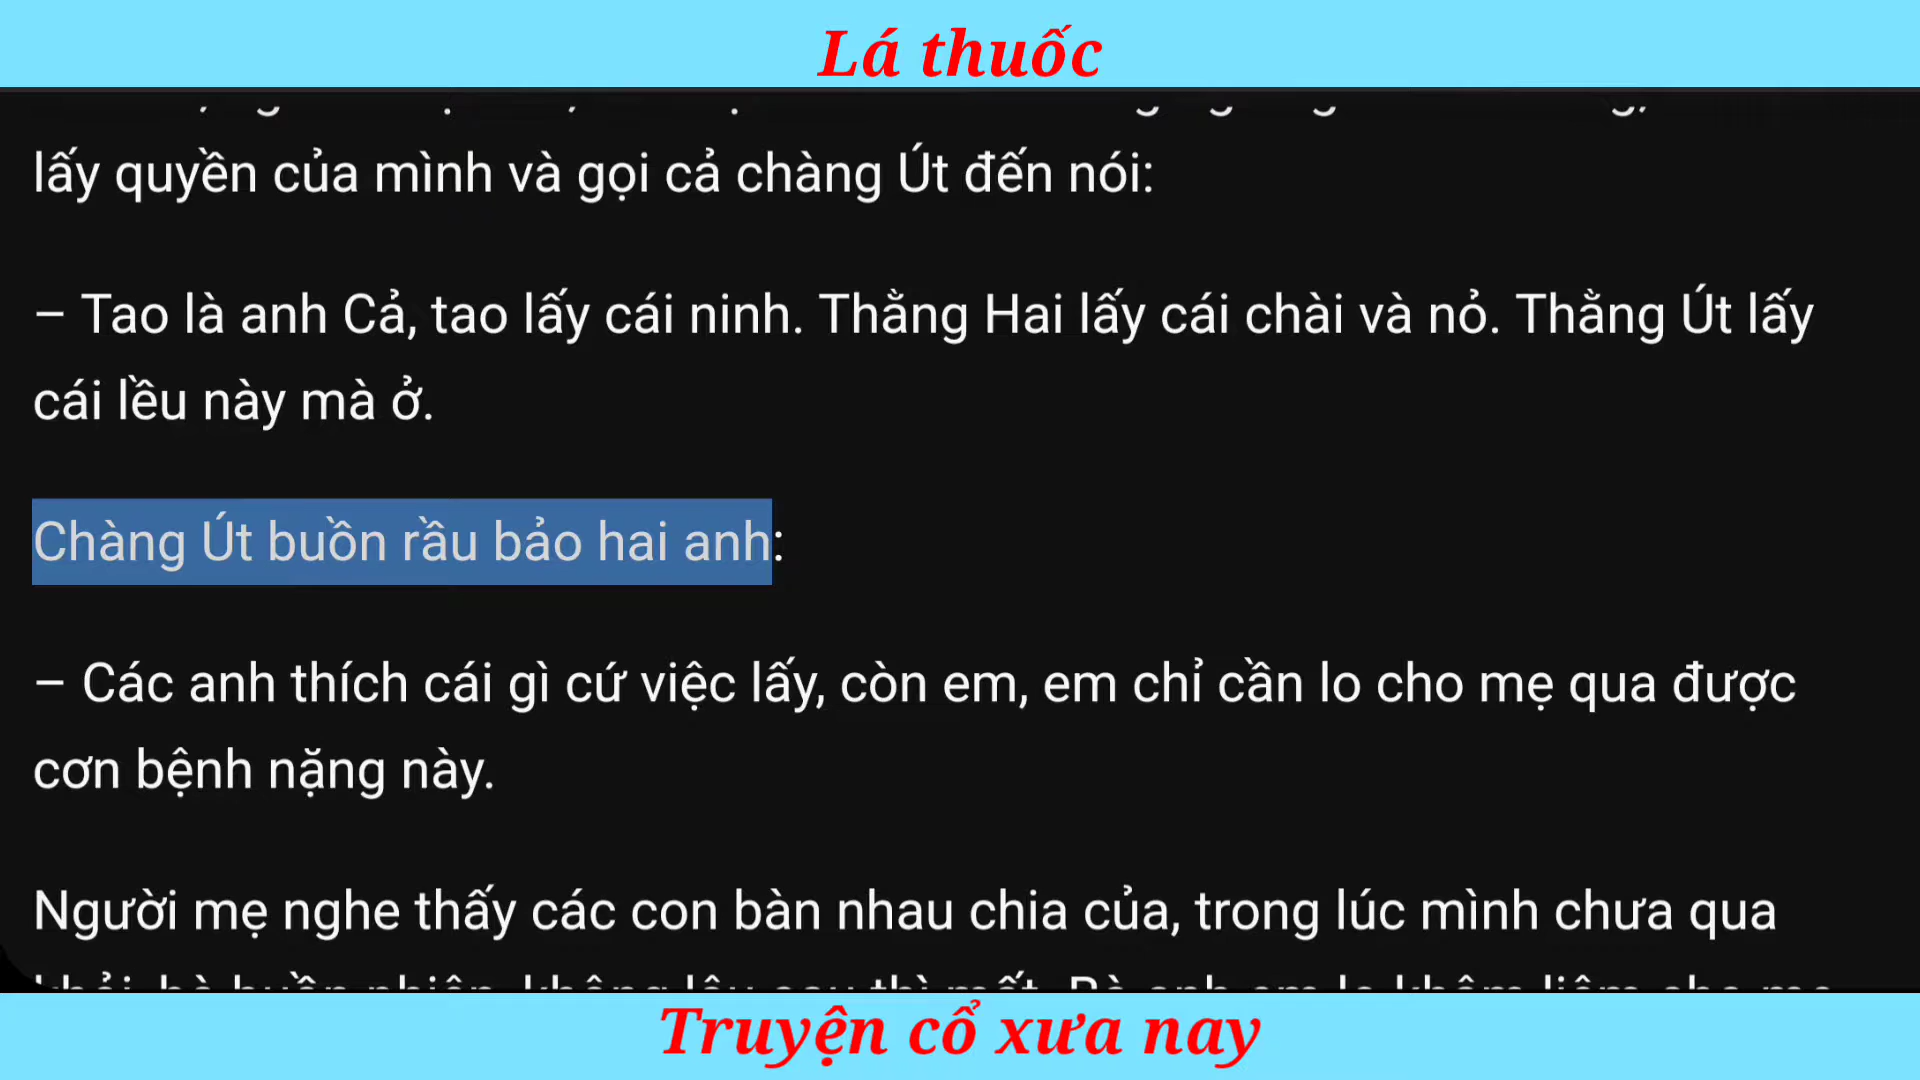 Lá thuốc
lấy quyền của mình và gọi cả chàng Út đến nói:
– Tao là anh Cả, tao lấy cái ninh. Thằng Hai lấy cái chài và nỏ. Thằng Út lấy
cái lều này mà ở.
Chàng Út buồn rầu bảo hai anh:
– Các anh thích cái gì cứ việc lấy, còn em, em chỉ cần lo cho mẹ qua được
cơn bệnh nặng này.
Người mẹ nghe thấy các con bàn nhau chia của, trong lúc mình chưa qua
Truyện cổ xưa nay